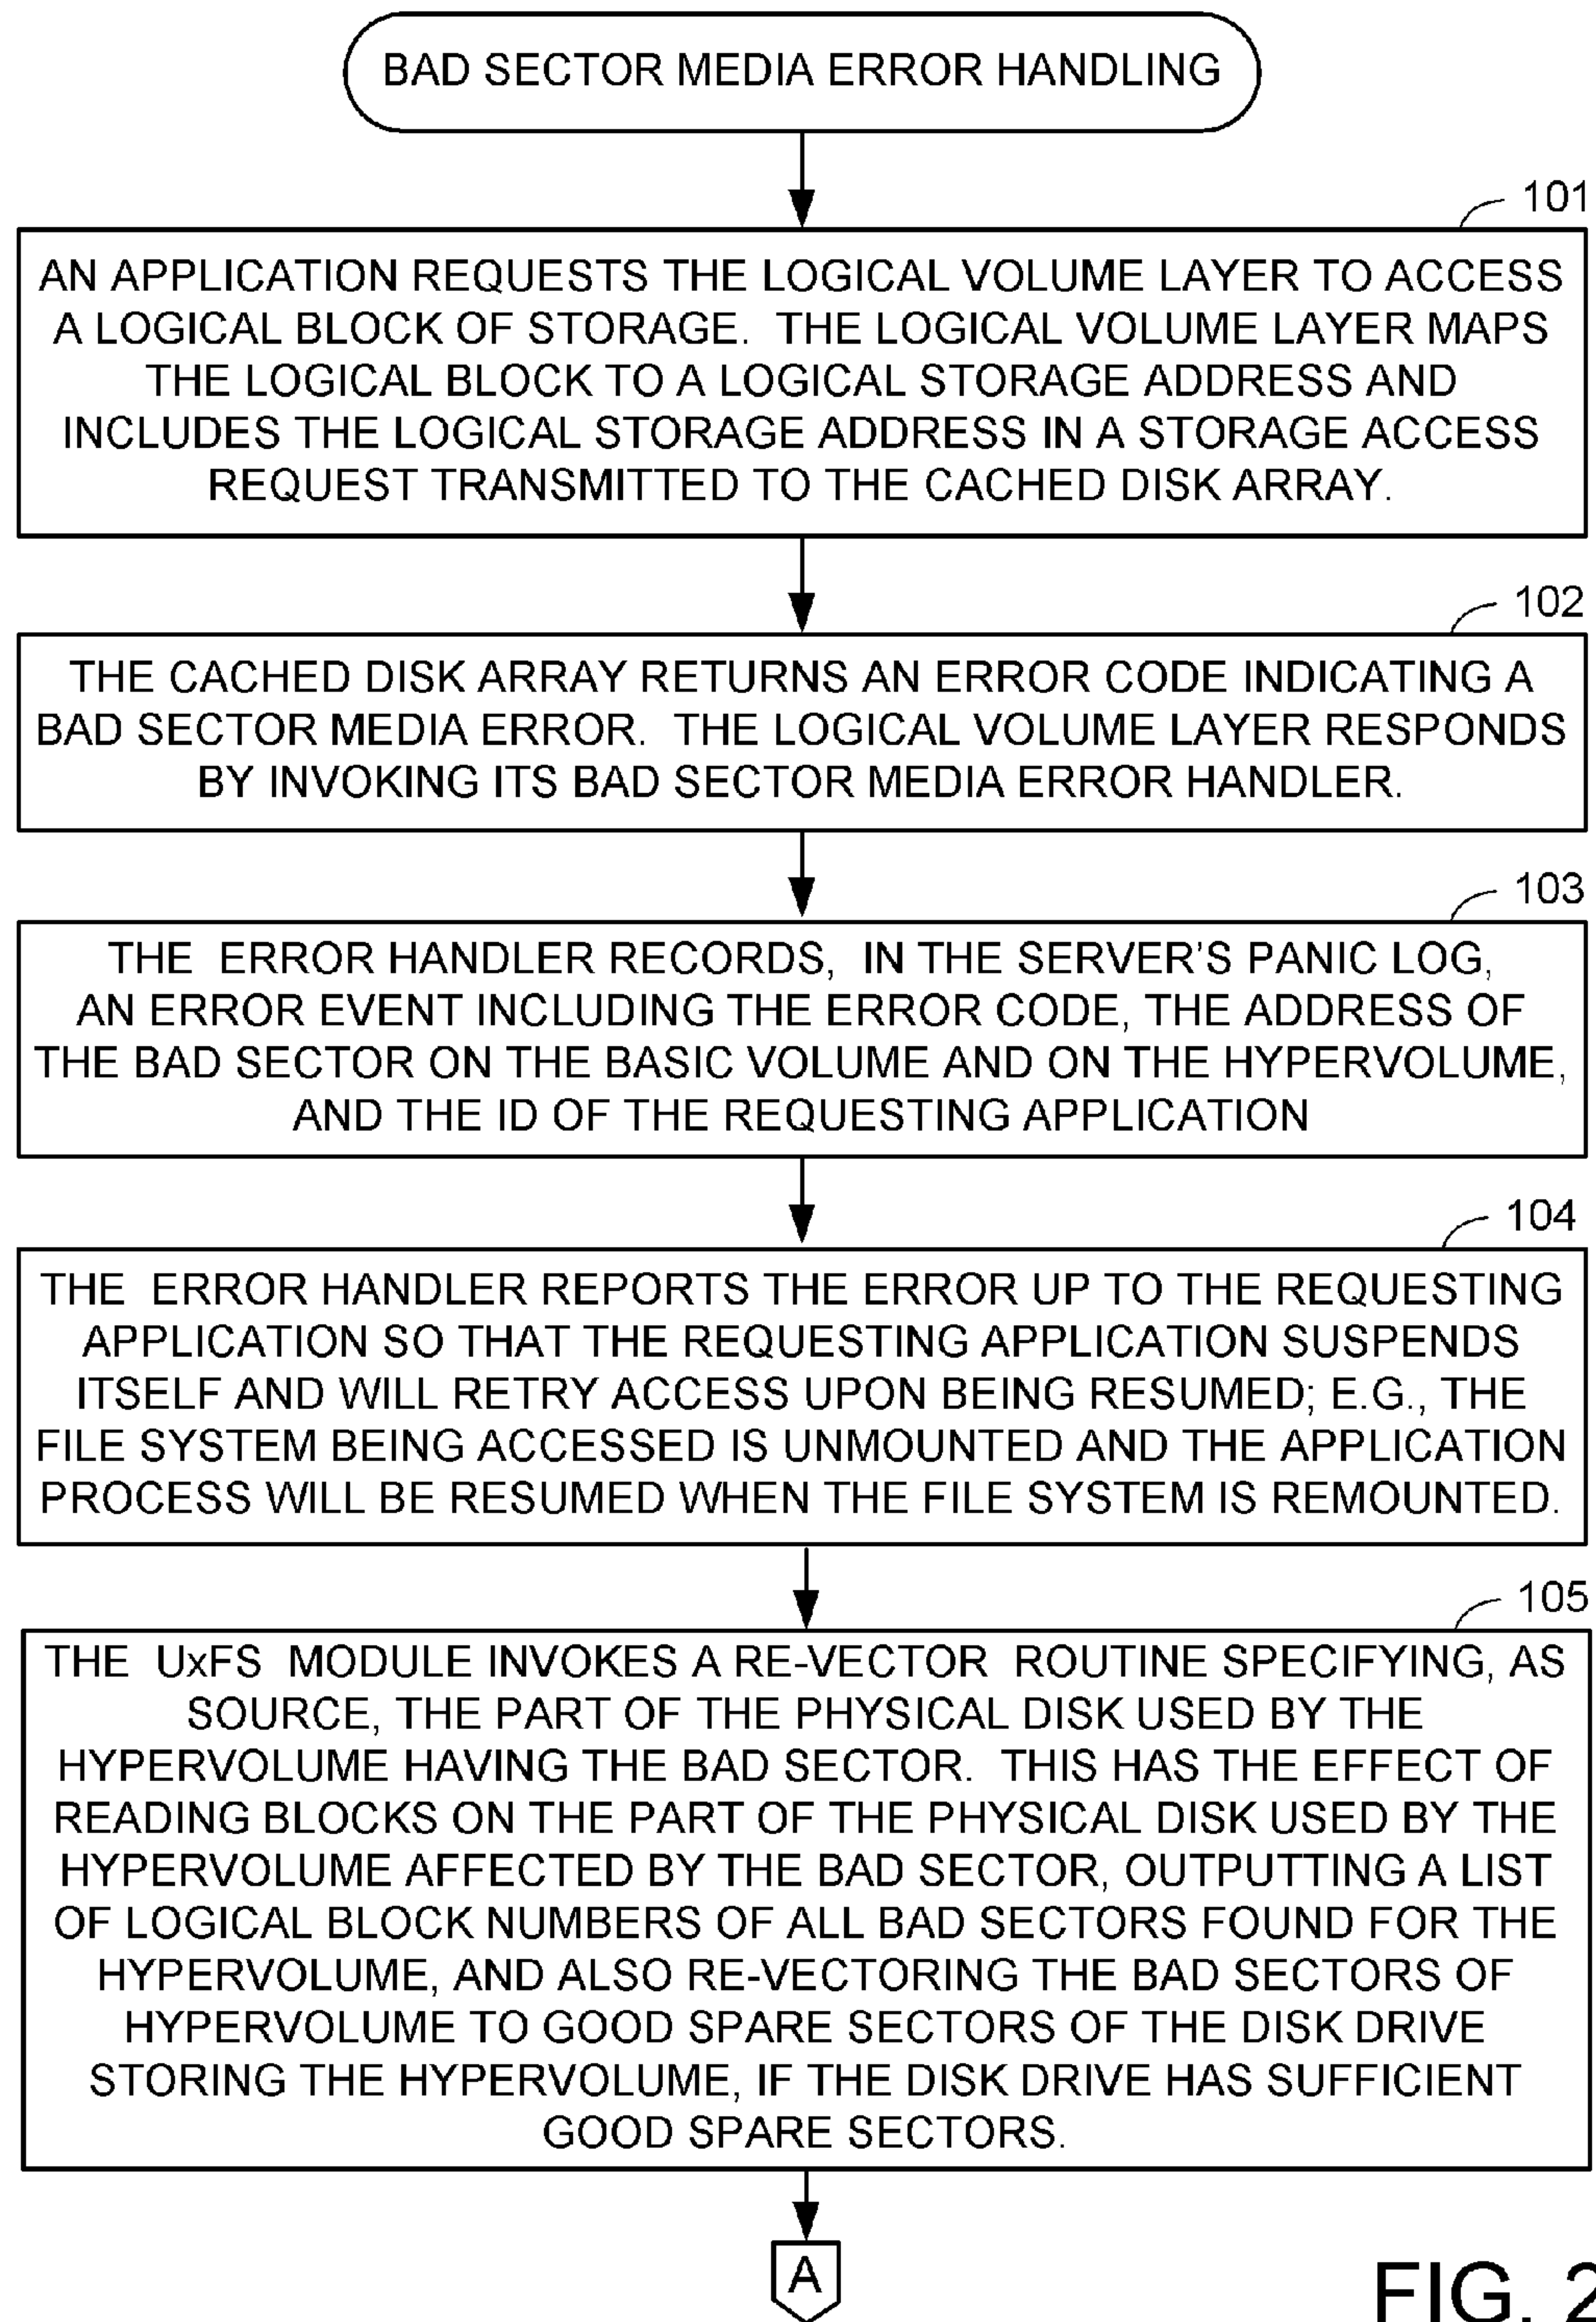 BAD SECTOR MEDIA ERROR HANDLING
101
AN APPLICATION REQUESTS THE LOGICAL VOLUME LAYER TO ACCESS
A LOGICAL BLOCK OF STORAGE. THE LOGICAL VOLUME LAYER MAPS
THE LOGICAL BLOCK TO A LOGICAL STORAGE ADDRESS AND
INCLUDES THE LOGICAL STORAGE ADDRESS IN A STORAGE ACCESS
REQUEST TRANSMITTED TO THE CACHED DISK ARRAY.
102
THE CACHED DISK ARRAY RETURNS AN ERROR CODE INDICATING A
BAD SECTOR MEDIA ERROR. THE LOGICAL VOLUME LAYER RESPONDS
BY INVOKING ITS BAD SECTOR MEDIA ERROR HANDLER.
103
THE ERROR HANDLER RECORDS, IN THE SERVER'S PANIC LOG,
AN ERROR EVENT INCLUDING THE ERROR CODE, THE ADDRESS OF
THE BAD SECTOR ON THE BASIC VOLUME AND ON THE HYPERVOLUME,
AND THE ID OF THE REQUESTING APPLICATION
104
THE ERROR HANDLER REPORTS THE ERROR UP TO THE REQUESTING
APPLICATION SO THAT THE REQUESTING APPLICATION SUSPENDS
ITSELF AND WILL RETRY ACCESS UPON BEING RESUMED; E.G., THE
FILE SYSTEM BEING ACCESSED IS UNMOUNTED AND THE APPLICATION
PROCESS WILL BE RESUMED WHEN THE FILE SYSTEM IS REMOUNTED.
105
THE UxFS MODULE INVOKES A RE-VECTOR ROUTINE SPECIFYING, AS
SOURCE, THE PART OF THE PHYSICAL DISK USED BY THE
HYPERVOLUME HAVING THE BAD SECTOR. THIS HAS THE EFFECT OF
READING BLOCKS ON THE PART OF THE PHYSICAL DISK USED BY THE
HYPERVOLUME AFFECTED BY THE BAD SECTOR, OUTPUTTING A LIST
OF LOGICAL BLOCK NUMBERS OF ALL BAD SECTORS FOUND FOR THE
HYPERVOLUME, AND ALSO RE-VECTORING THE BAD SECTORS OF
HYPERVOLUME TO GOOD SPARE SECTORS OF THE DISK DRIVE
STORING THE HYPERVOLUME, IF THE DISK DRIVE HAS SUFFICIENT
GOOD SPARE SECTORS.
A
FIG. 2